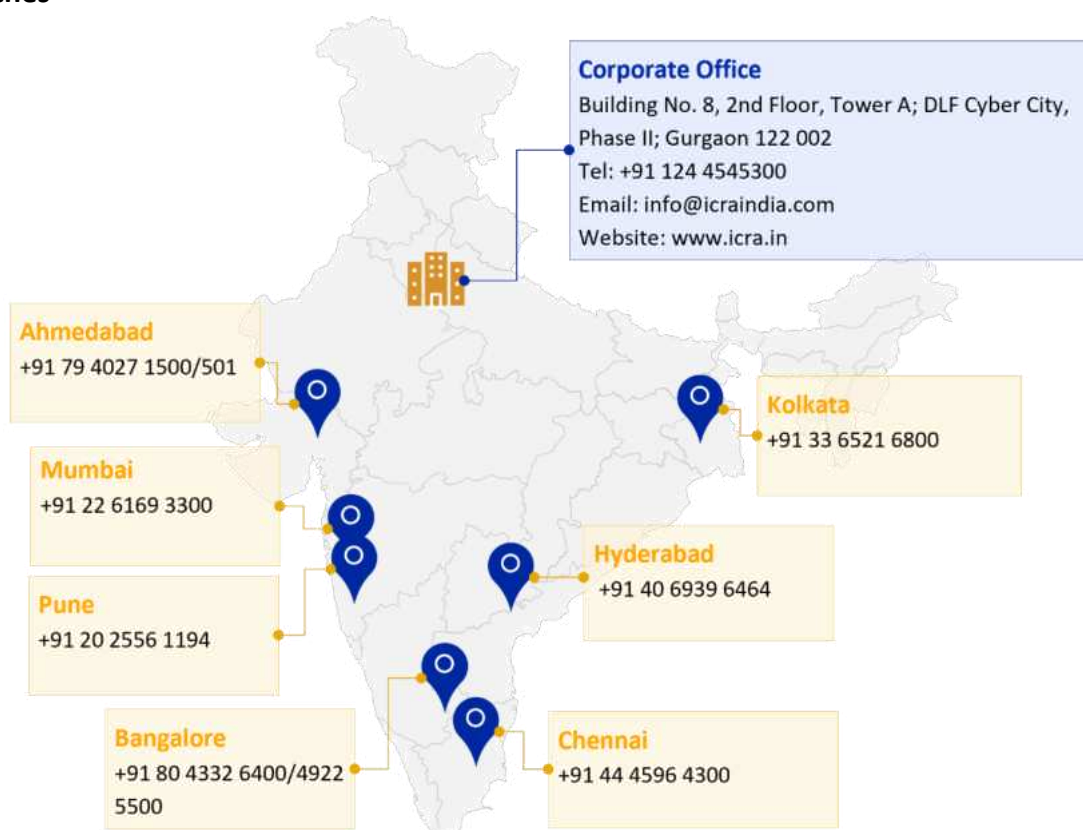 Corporate Office
Building No. 8, 2nd Floor, Tower A; DLF Cyber City,
Phase II; Gurgaon 122 002
Tel: +91 124 4545300
Email: info@icraindia.com
Website: www.icra.in
Ahmedabad
+91 79 4027 1500/501
Kolkata
+91 33 6521 6800
Mumbai
+91 22 6169 3300
Hyderabad
+91 40 6939 6464
Pune
+91 20 2556 1194
Bangalore
+91 80 4332 6400/4922
5500
Chennai
+91 44 4596 4300